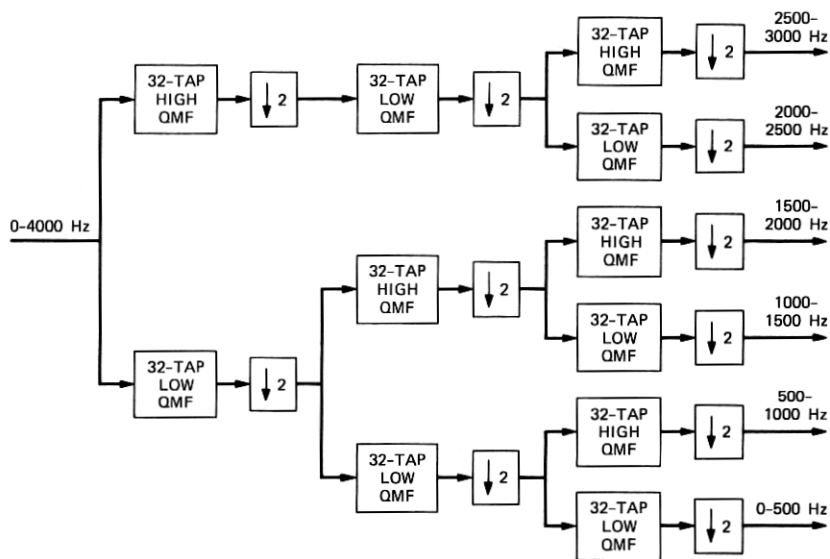 2500-
3000 Hz
32-TAP
HIGH
QMF
2
32-TAP
HIGH
QMF
2
32-TAP
LOW
QMF
2
2000-
2500 Hz
32-TAP
LOW
QMF
2
0-4000 Hz
1500-
2000 Hz
32-TAP
HIGH
QMF
2
32-TAP
HIGH
QMF
2
1000-
1500 Hz
32-TAP
LOW
QMF
2
32-TAP
LOW
QMF
2
500-
1000 Hz
32-TAP
HIGH
QMF
2
32-TAP
LOW
QMF
2
0-500 Hz
32-TAP
LOW
QMF
2